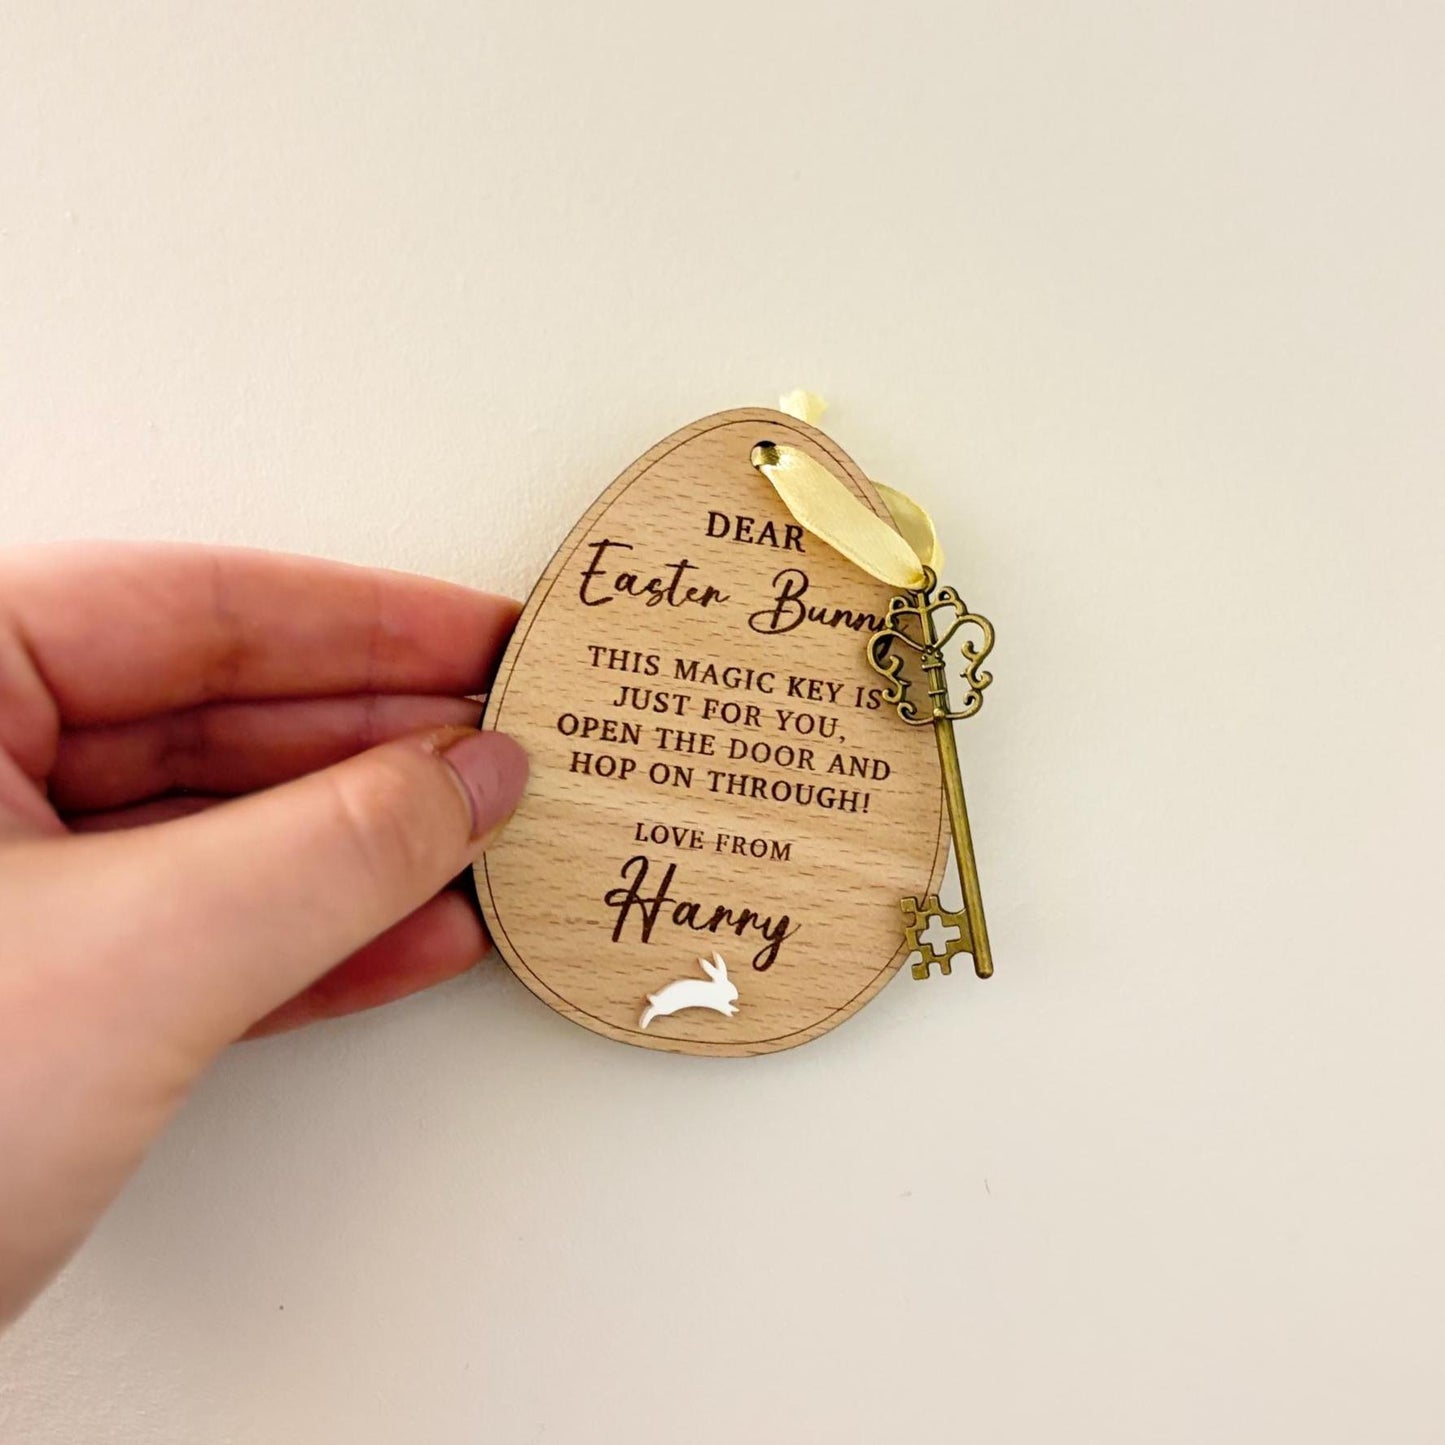 DEAR
Easter Bunny
THIS MAGIC KEY IS
JUST FOR YOU,
OPEN THE DOOR AND
HOP ON THROUGH!
LOVE FROM
Harry